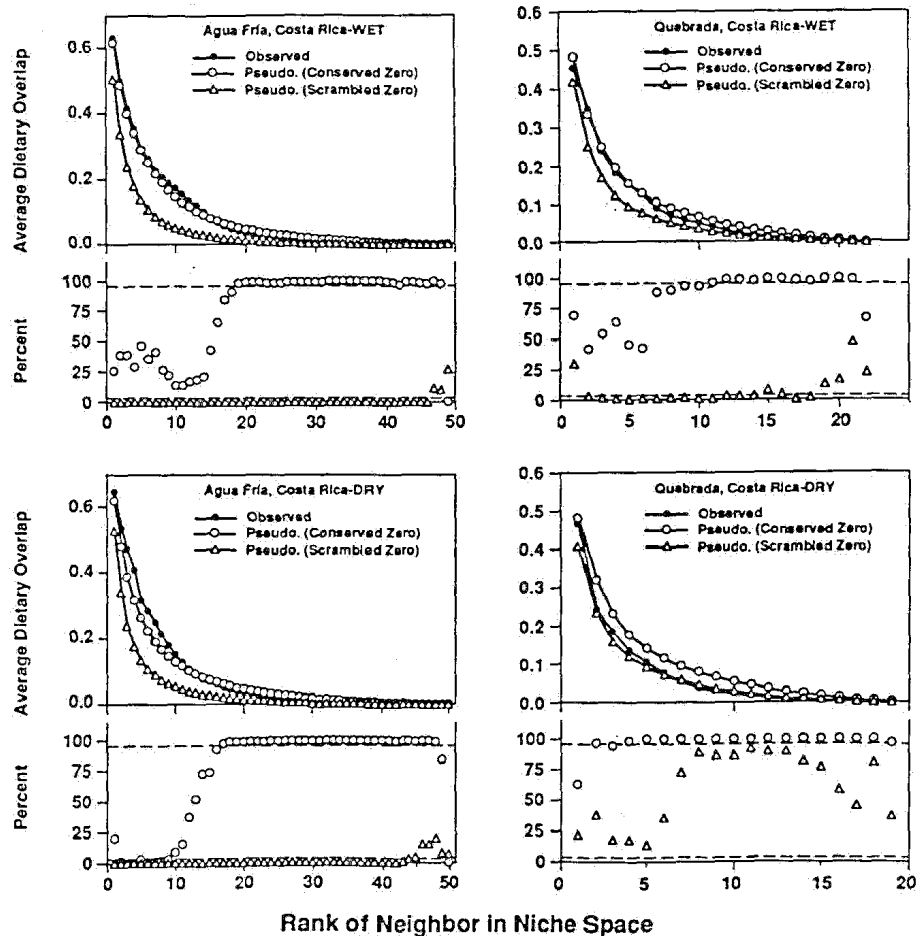 Agua Fría, Costa Rica-WET
Observed
Pseudo. (Conserved Zero)
Pseudo. (Scrambled Zero)
Average Dietary Overlap
0.6
0.4
0.2
0.0
Percent
100
75
50
25
0
0 10 20 30 40 50
Quebrada, Costa Rica-WET
Observed
Pseudo. (Conserved Zero)
Pseudo. (Scrambled Zero)
0.6
0.5
0.4
0.3
0.2
0.1
0.0
100
75
50
25
0
0 5 10 15 20
Agua Fría, Costa Rica-DRY
Observed
Pseudo. (Conserved Zero)
Pseudo. (Scrambled Zero)
Average Dietary Overlap
0.6
0.4
0.2
0.0
Percent
100
75
50
25
0
0 10 20 30 40 50
Quebrada, Costa Rica-DRY
Observed
Pseudo. (Conserved Zero)
Pseudo. (Scrambled Zero)
0.6
0.5
0.4
0.3
0.2
0.1
0.0
100
75
50
25
0
0 5 10 15 20
Rank of Neighbor in Niche Space